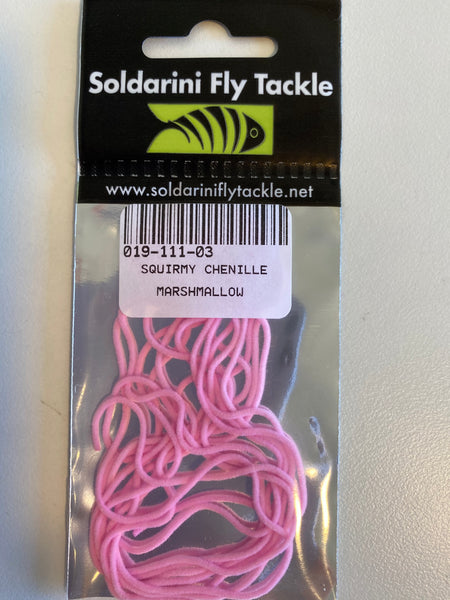 Soldarini Fly Tackle
www.soldariniflytackle.net
019-111-03
SQUIRMY CHENILLE
MARSHMALLOW